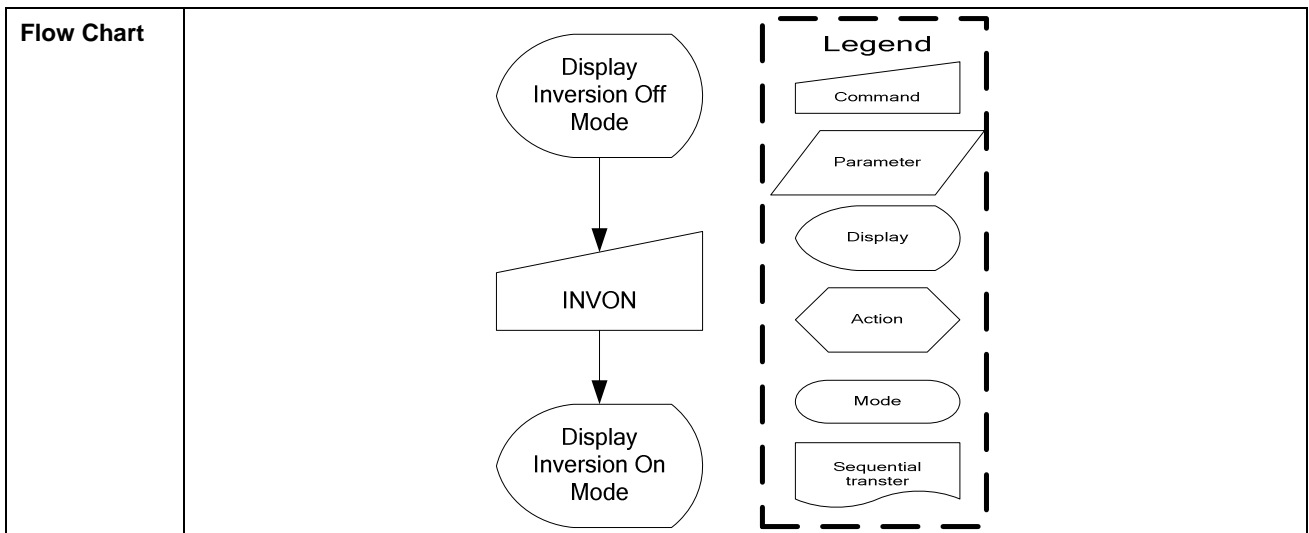 Flow Chart
Display
Inversion Off
Mode
INVON
Display
Inversion On
Mode
Legend
Command
Parameter
Display
Action
Mode
Sequential
transter